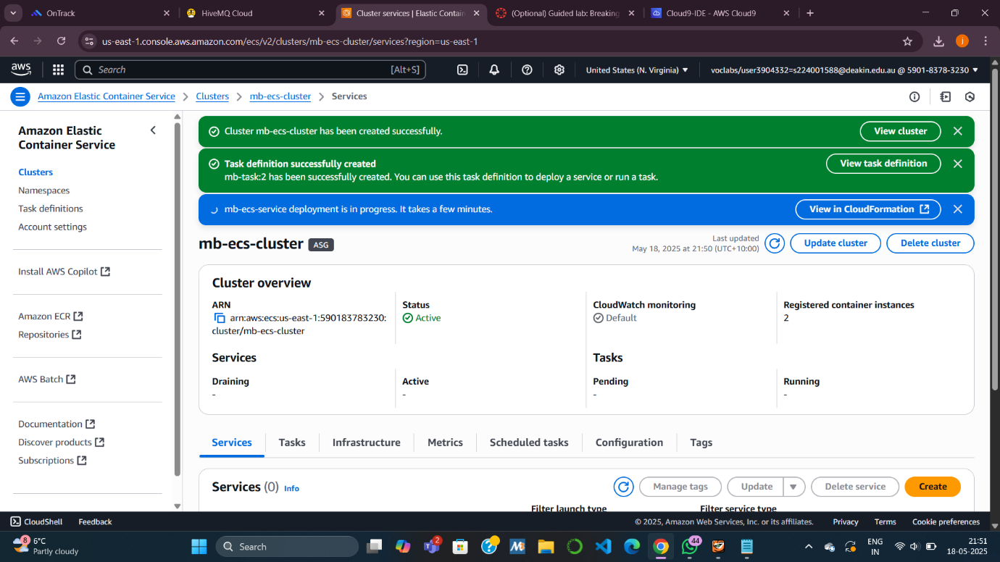 OnTrack
HiveMQ Cloud
Cluster services | Elastic Contain
(Optional) Guided lab: Breaking
Cloud9-IDE - AWS Cloud9
us-east-1.console.aws.amazon.com/ecs/v2/clusters/mb-ecs-cluster/services?region=us-east-1
j
aws
Search
[Alt+S]
United States (N. Virginia)
voclabs/user3904332=s224001588@deakin.edu.au @ 5901-8378-3230
Amazon Elastic Container Service
Clusters
mb-ecs-cluster
Services
Amazon Elastic
Container Service
Clusters
Namespaces
Task definitions
Account settings
Install AWS Copilot
Amazon ECR
Repositories
AWS Batch
Documentation
Discover products
Subscriptions
Cluster mb-ecs-cluster has been created successfully.
View cluster
Task definition successfully created
mb-task:2 has been successfully created. You can use this task definition to deploy a service or run a task.
View task definition
mb-ecs-service deployment is in progress. It takes a few minutes.
View in CloudFormation
mb-ecs-cluster
ASG
Last updated
May 18, 2025 at 21:50 (UTC+10:00)
Update cluster
Delete cluster
Cluster overview
ARN
arn:aws:ecs:us-east-1:590183783230:
cluster/mb-ecs-cluster
Status
Active
CloudWatch monitoring
Default
Registered container instances
2
Services
Tasks
Draining
-
Active
-
Pending
-
Running
-
Services
Tasks
Infrastructure
Metrics
Scheduled tasks
Configuration
Tags
Services (0) Info
Manage tags
Update
Delete service
Create
Filter launch type
Filter service type
CloudShell
Feedback
© 2025, Amazon Web Services, Inc. or its affiliates.
Privacy
Terms
Cookie preferences
8
6°C
Partly cloudy
Search
2
44
ENG
IN
21:51
18-05-2025